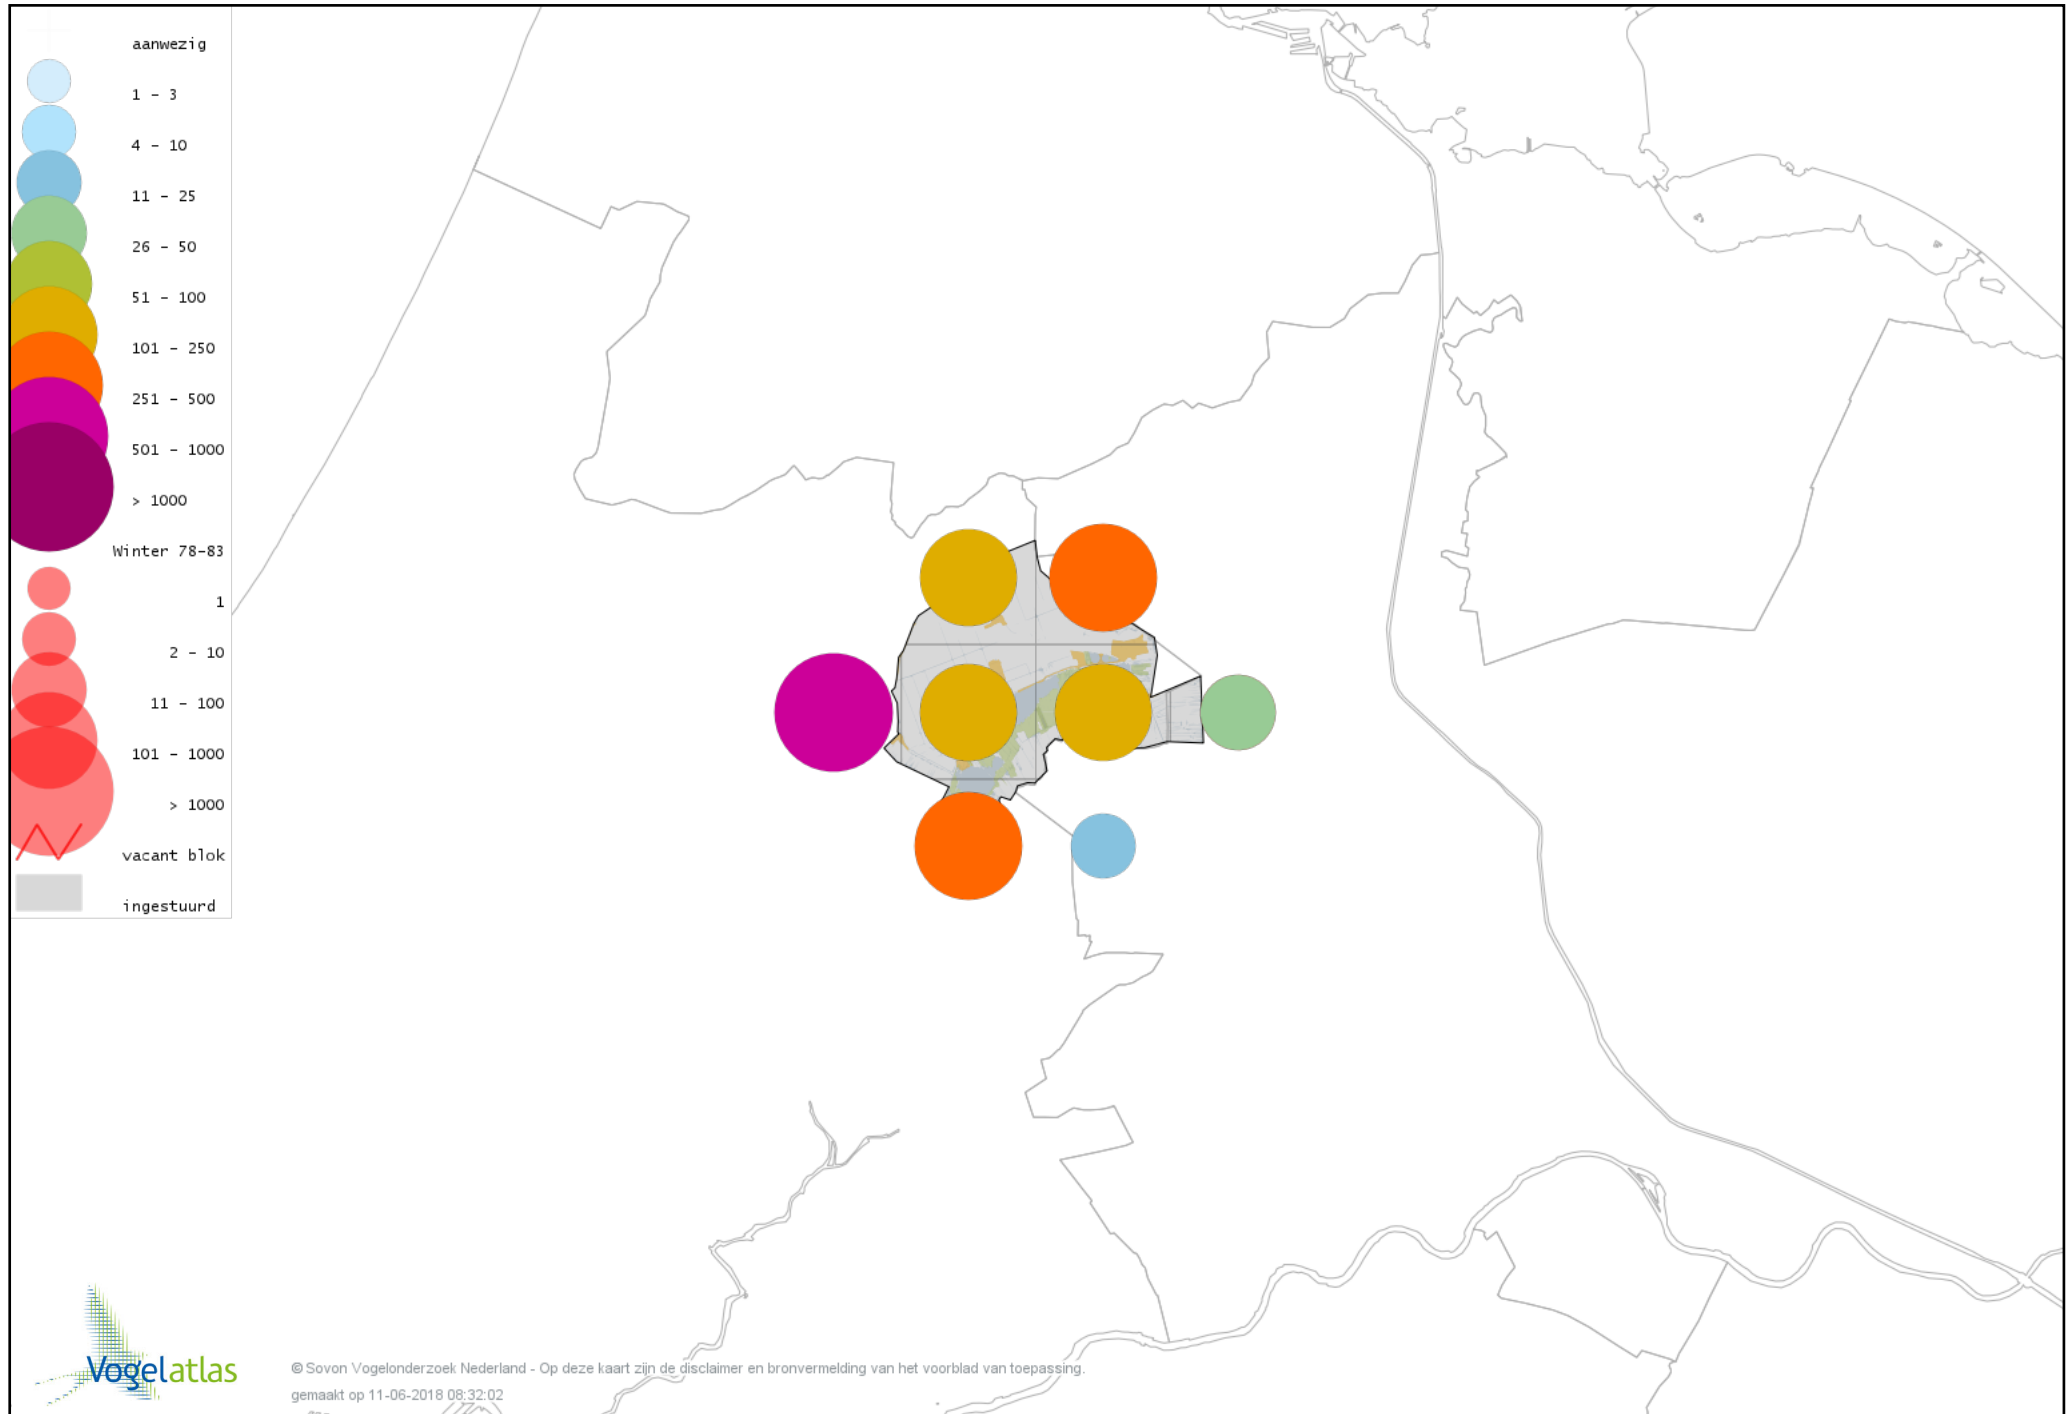 aanwezig
1 - 3
4 - 10
11 - 25
26 - 50
51 - 100
101 - 250
251 - 500
501 - 1000
> 1000
Winter 78-83
1
2 - 10
11 - 100
101 - 1000
> 1000
vacant blok
ingestuurd
Vogelatlas
© Sovon Vogelonderzoek Nederland - Op deze kaart zijn de disclaimer en bronvermelding van het voorblad van toepassing.
gemaakt op 11-06-2018 08:32:02